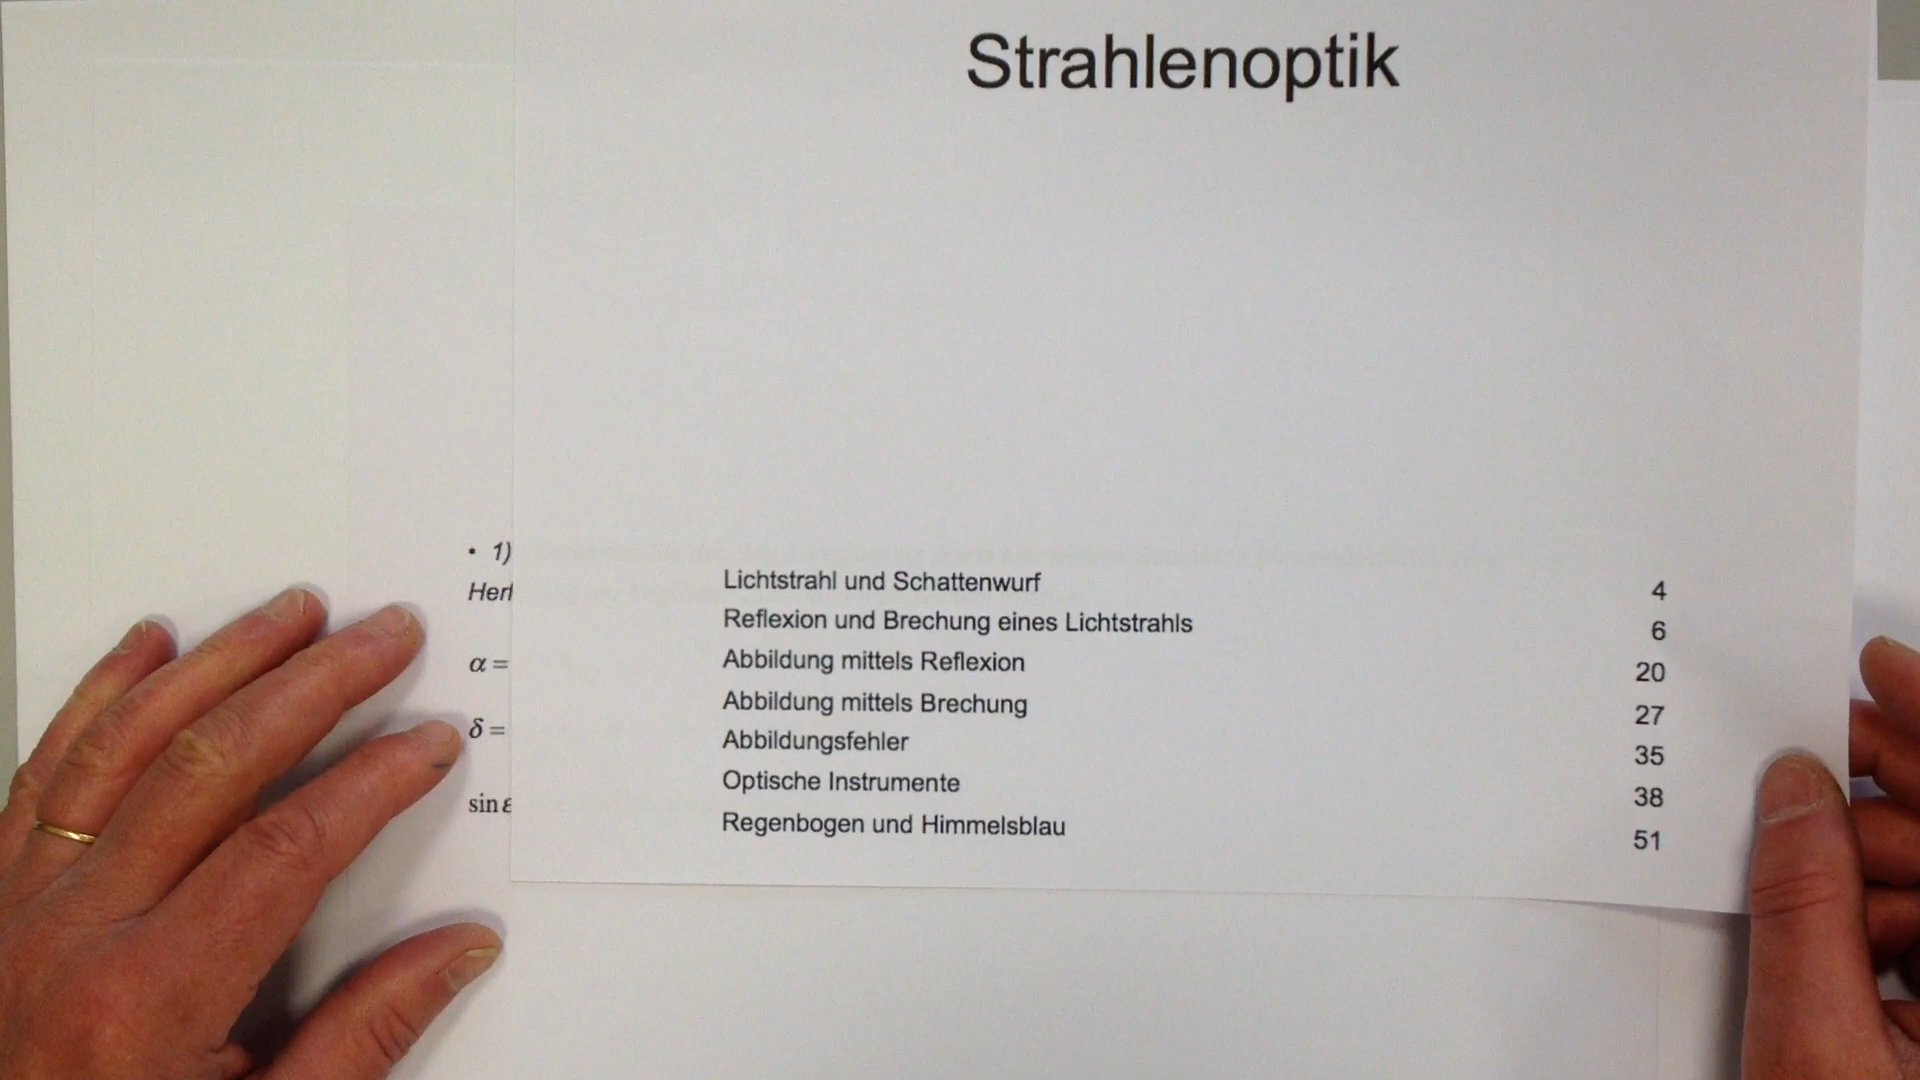 Strahlenoptik
• 1)
Lichtstrahl und Schattenwurf 4
Reflexion und Brechung eines Lichtstrahls 6
α =
Abbildung mittels Reflexion 20
Abbildung mittels Brechung 27
δ =
Abbildungsfehler 35
Optische Instrumente 38
sin ε
Regenbogen und Himmelsblau 51